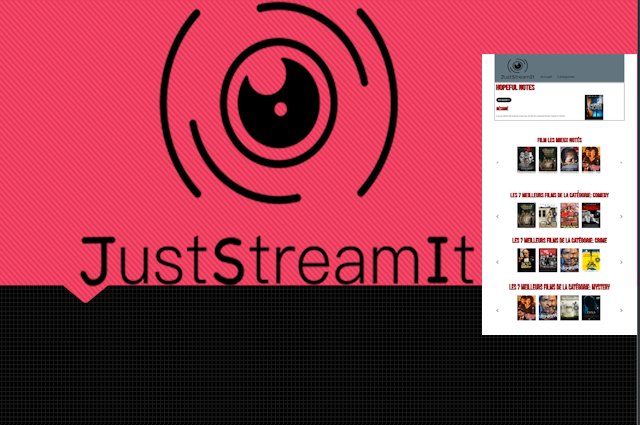 JustStreamIt
JustStreamIt
HOPEFUL NOTES
RÉSUMÉ
FILM LES MIEUX NOTÉS
LES 7 MEILLEURS FILMS DE LA CATÉGORIE: COMEDY
LES 7 MEILLEURS FILMS DE LA CATÉGORIE: CRIME
LES 7 MEILLEURS FILMS DE LA CATÉGORIE: MYSTERY